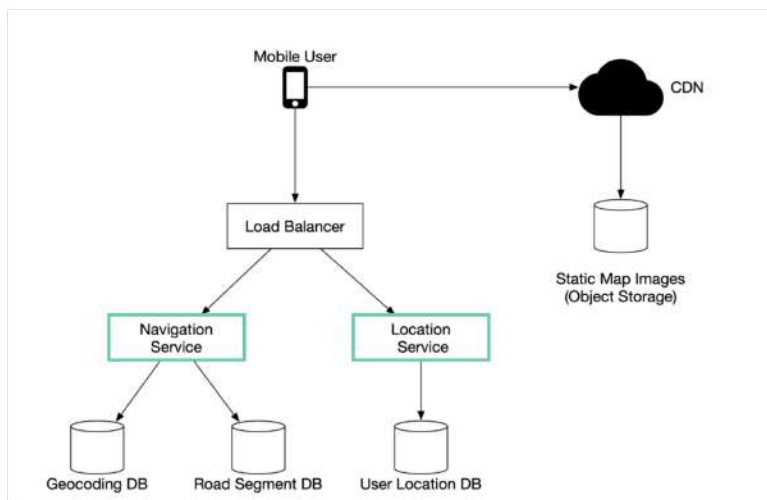 Mobile User
CDN
Load Balancer
Static Map Images
(Object Storage)
Navigation
Service
Location
Service
Geocoding DB
Road Segment DB
User Location DB